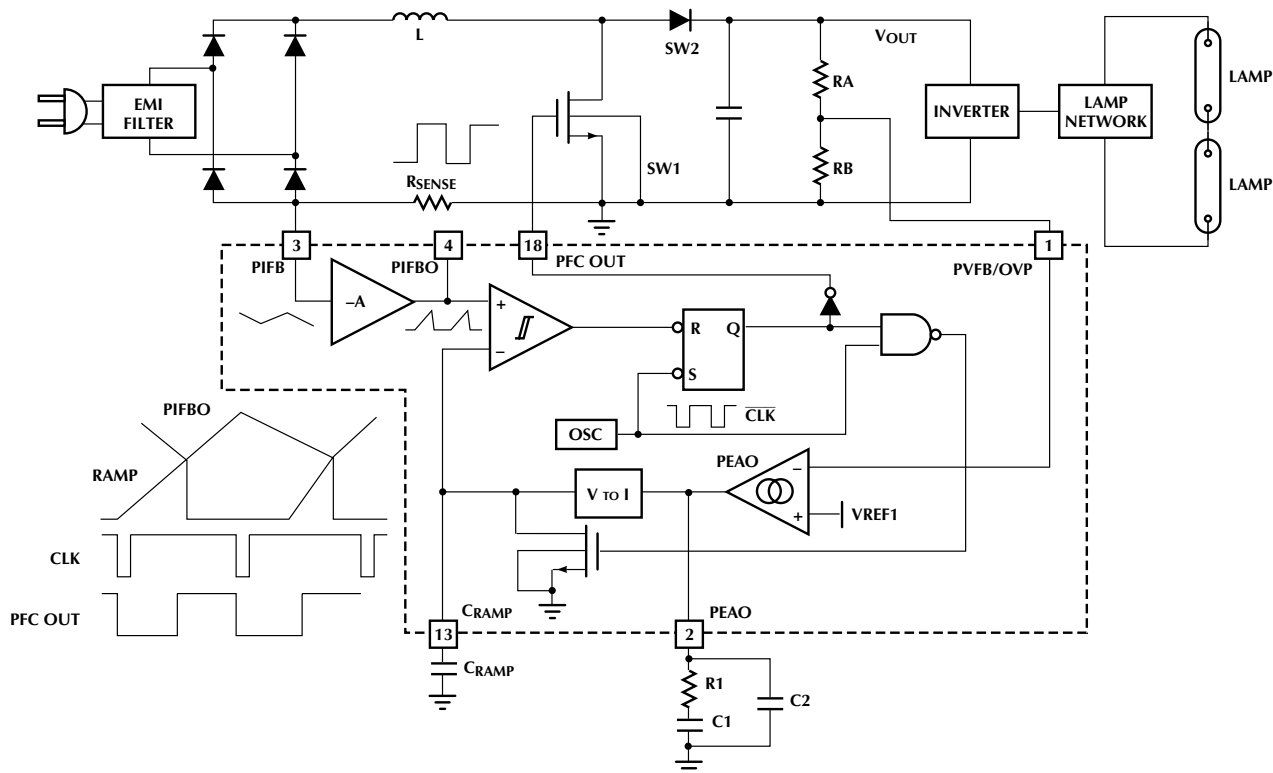 L
SW2
VOUT
EMI
FILTER
RA
RB
INVERTER
LAMP
NETWORK
LAMP
LAMP
SW1
RSENSE
3
4
18
1
PIFB
PIFBO
PFC OUT
PVFB/OVP
–A
+
–
R
Q
S
CLK
OSC
PEAO
V TO I
–
+
VREF1
PIFBO
RAMP
CLK
PFC OUT
CRAMP
13
CRAMP
PEAO
2
R1
C1
C2